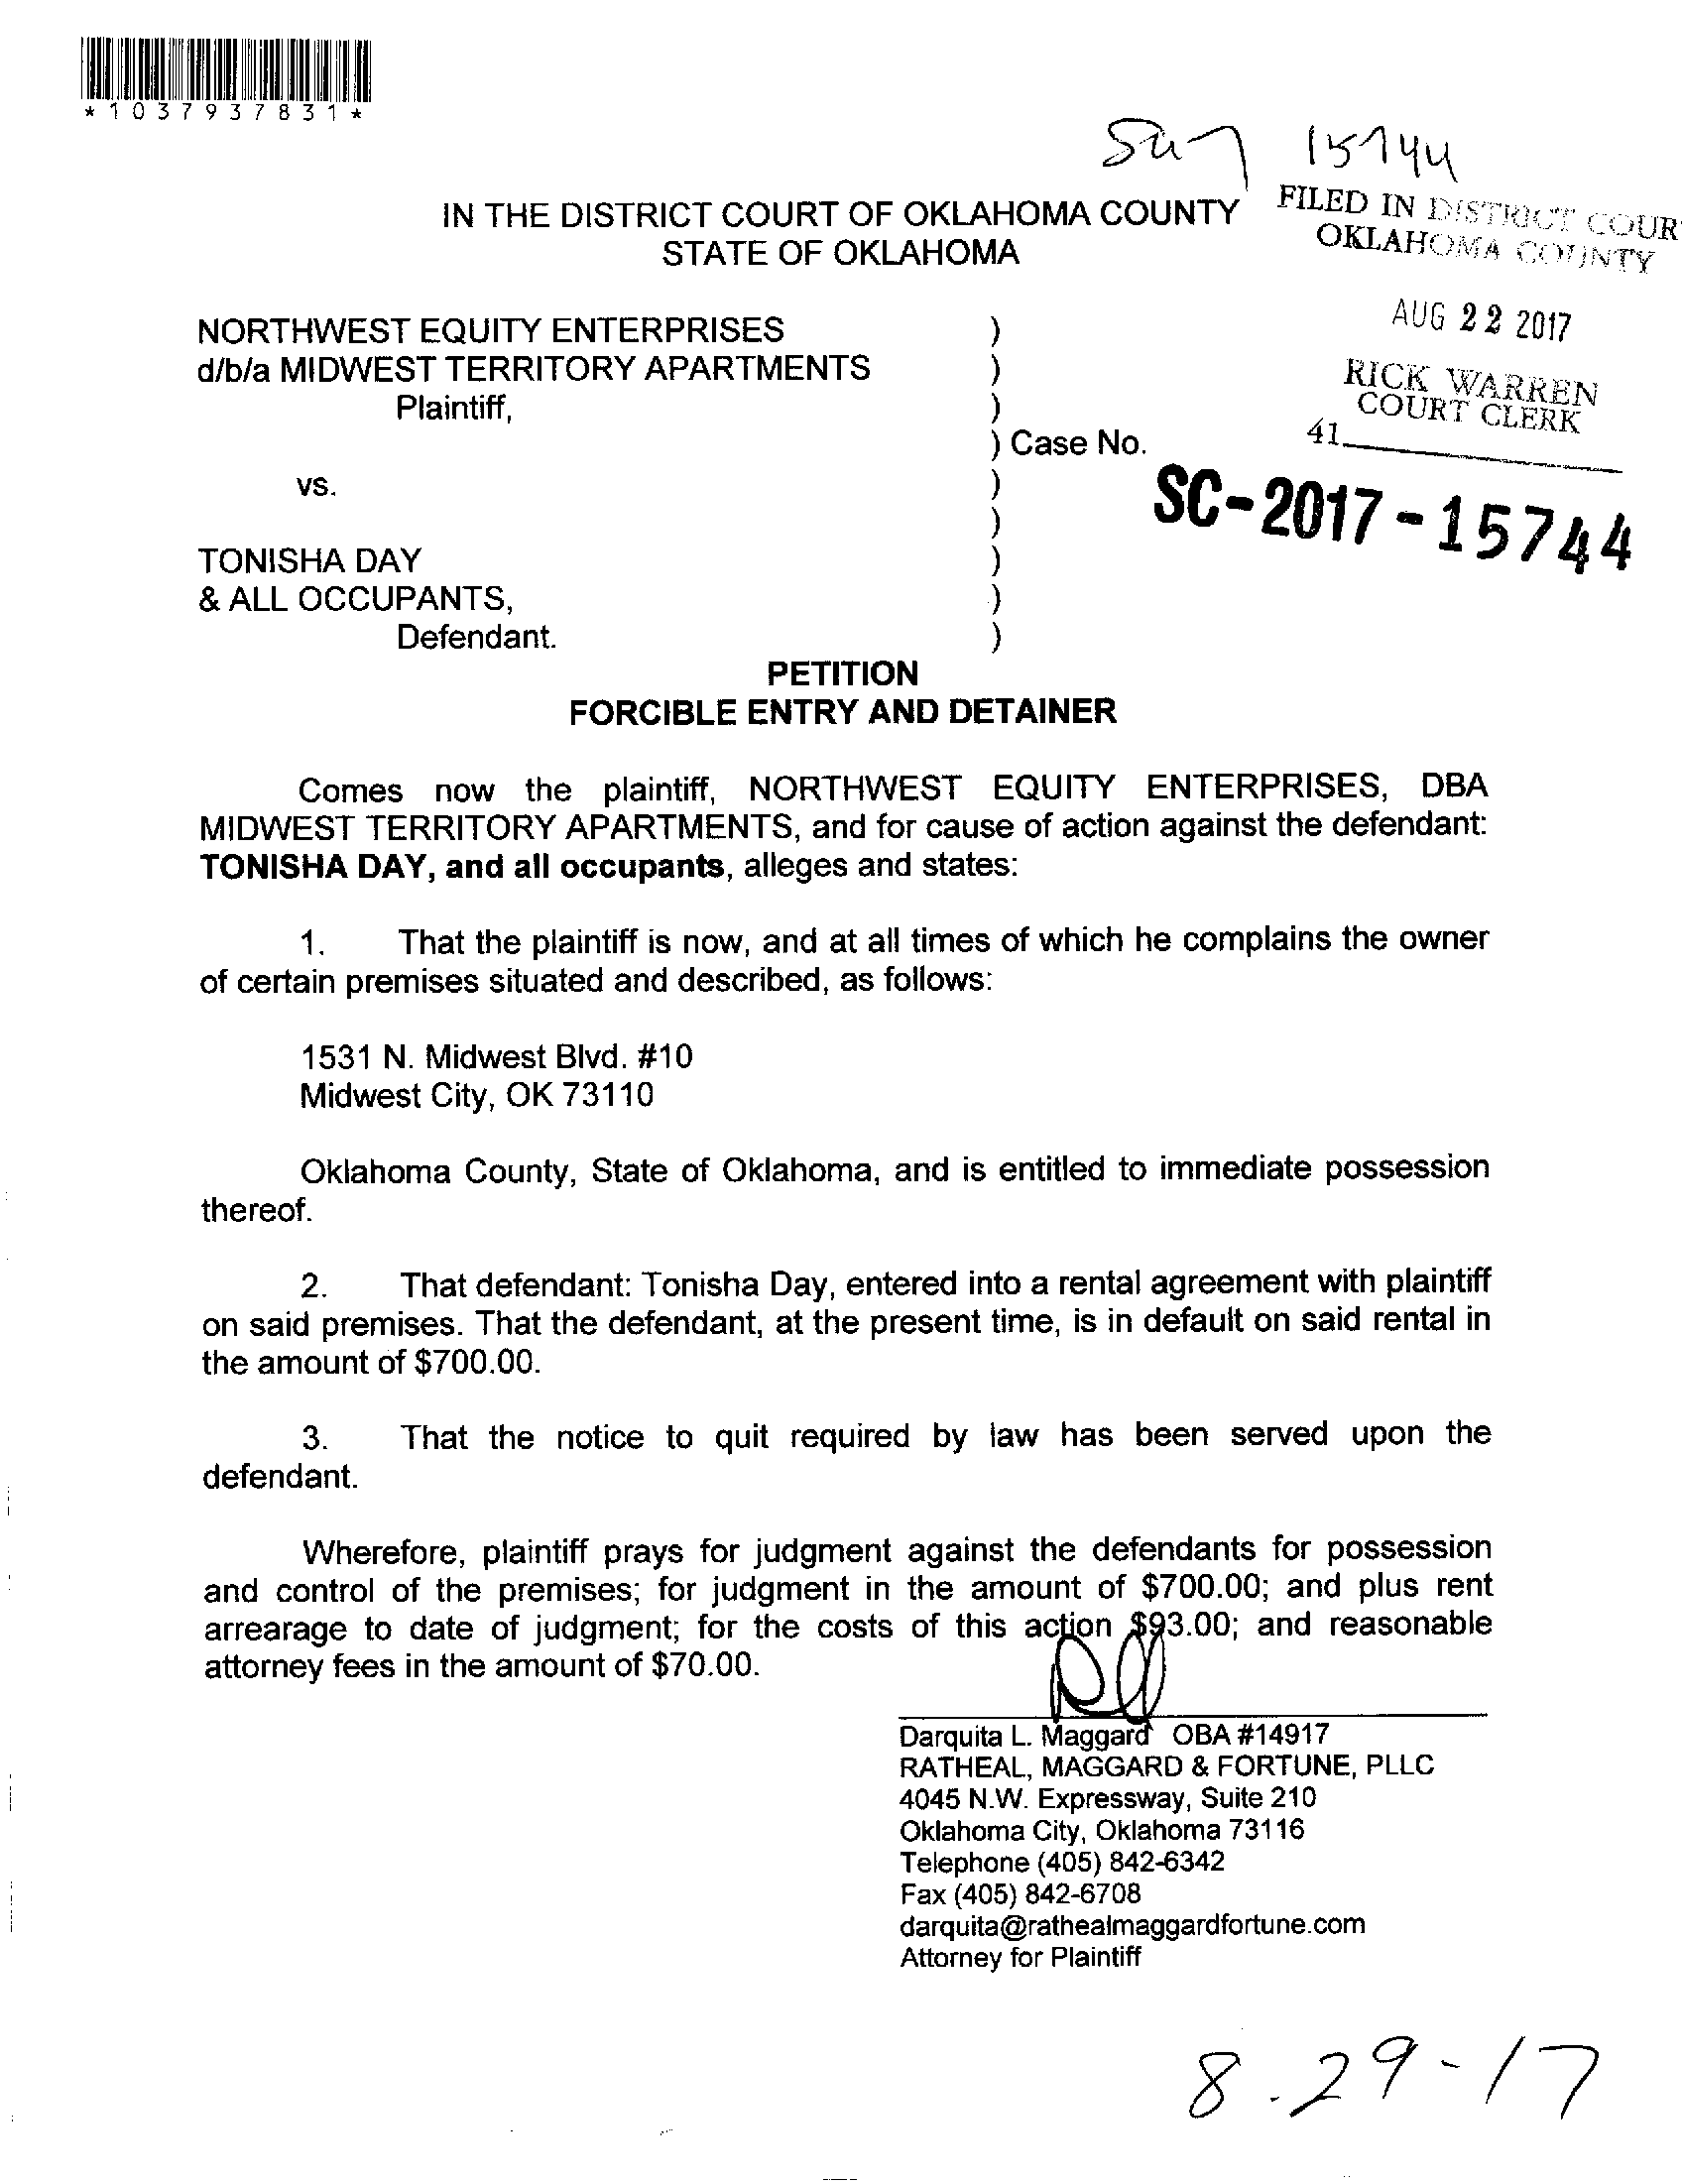 *1037937831*
15744
IN THE DISTRICT COURT OF OKLAHOMA COUNTY
STATE OF OKLAHOMA
FILED IN DISTRICT COUR
OKLAHOMA COUNTY
AUG 22 2017
RICK WARREN
COURT CLERK
41
NORTHWEST EQUITY ENTERPRISES )
d/b/a MIDWEST TERRITORY APARTMENTS )
Plaintiff, )
) Case No.
SC-2017-15744
vs. )
)
TONISHA DAY )
& ALL OCCUPANTS, )
Defendant. )
PETITION
FORCIBLE ENTRY AND DETAINER
Comes now the plaintiff, NORTHWEST EQUITY ENTERPRISES, DBA
MIDWEST TERRITORY APARTMENTS, and for cause of action against the defendant:
TONISHA DAY, and all occupants, alleges and states:
1. That the plaintiff is now, and at all times of which he complains the owner
of certain premises situated and described, as follows:
1531 N. Midwest Blvd. #10
Midwest City, OK 73110
Oklahoma County, State of Oklahoma, and is entitled to immediate possession
thereof.
2. That defendant: Tonisha Day, entered into a rental agreement with plaintiff
on said premises. That the defendant, at the present time, is in default on said rental in
the amount of $700.00.
3. That the notice to quit required by law has been served upon the
defendant.
Wherefore, plaintiff prays for judgment against the defendants for possession
and control of the premises; for judgment in the amount of $700.00; and plus rent
arrearage to date of judgment; for the costs of this action $93.00; and reasonable
attorney fees in the amount of $70.00.
Darquita L. Maggard OBA #14917
RATHEAL, MAGGARD & FORTUNE, PLLC
4045 N.W. Expressway, Suite 210
Oklahoma City, Oklahoma 73116
Telephone (405) 842-6342
Fax (405) 842-6708
darquita@rathealmaggardfortune.com
Attorney for Plaintiff
8.29-17